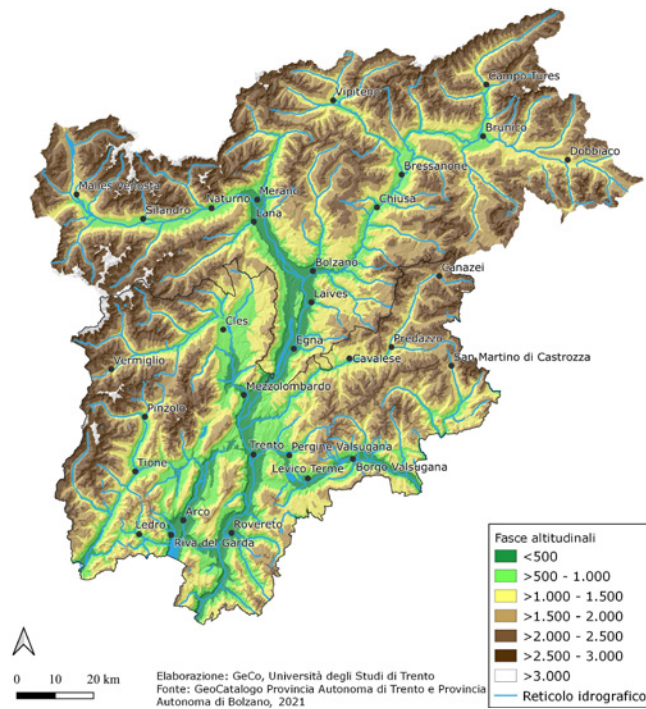 Campo Tures
Vipiteno
Brunico
Dobbiaco
Bressanone
Malles Venosta
Naturno
Merano
Silandro
Lana
Chiusa
Bolzano
Canazei
Laives
Cles
Egna
Predazzo
Vermiglio
Cavalese
San Martino di Castrozza
Mezzolombardo
Pinzolo
Trento
Pergine Valsugana
Tione
Levico Terme
Borgo Valsugana
Arco
Ledro
Rovereto
Riva del Garda
Fasce altitudinali
<500
>500 - 1.000
>1.000 - 1.500
>1.500 - 2.000
>2.000 - 2.500
>2.500 - 3.000
>3.000
Reticolo idrografico
0 10 20 km
Elaborazione: GeCo, Università degli Studi di Trento
Fonte: GeoCatalogo Provincia Autonoma di Trento e Provincia
Autonoma di Bolzano, 2021